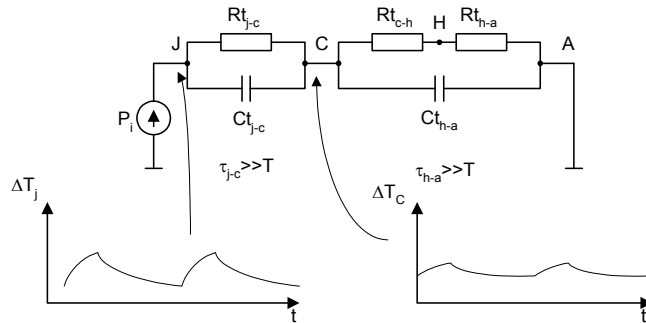 Rt_j-c Rt_c-h H Rt_h-a
J C A
P_i Ct_j-c Ct_h-a
τ_j-c>>T τ_h-a>>T
ΔT_j ΔT_C
t t